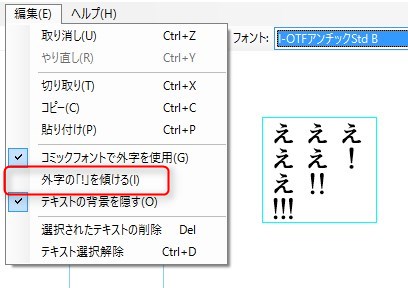 編集(E) ヘルプ(H)
取り消し(U) Ctrl+Z
やり直し(R) Ctrl+Y
切り取り(T) Ctrl+X
コピー(C) Ctrl+C
貼り付け(P) Ctrl+P
コミックフォントで外字を使用(G)
外字の「!」を傾ける(I)
テキストの背景を隠す(O)
選択されたテキストの削除 Del
テキスト選択解除 Ctrl+D
フォント: I-OTFアンチックStd B
え!
ええ!!
えええ!!!